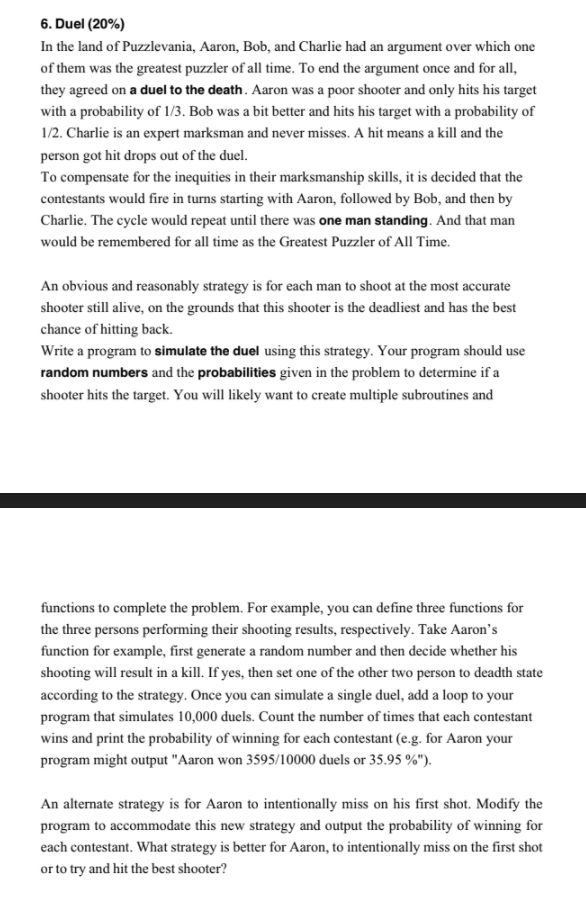 6. Duel (20%)
In the land of Puzzlevania, Aaron, Bob, and Charlie had an argument over which one
of them was the greatest puzzler of all time. To end the argument once and for all,
they agreed on a duel to the death. Aaron was a poor shooter and only hits his target
with a probability of 1/3. Bob was a bit better and hits his target with a probability of
1/2. Charlie is an expert marksman and never misses. A hit means a kill and the
person got hit drops out of the duel.
To compensate for the inequities in their marksmanship skills, it is decided that the
contestants would fire in turns starting with Aaron, followed by Bob, and then by
Charlie. The cycle would repeat until there was one man standing. And that man
would be remembered for all time as the Greatest Puzzler of All Time.
An obvious and reasonably strategy is for each man to shoot at the most accurate
shooter still alive, on the grounds that this shooter is the deadliest and has the best
chance of hitting back.
Write a program to simulate the duel using this strategy. Your program should use
random numbers and the probabilities given in the problem to determine if a
shooter hits the target. You will likely want to create multiple subroutines and
functions to complete the problem. For example, you can define three functions for
the three persons performing their shooting results, respectively. Take Aaron's
function for example, first generate a random number and then decide whether his
shooting will result in a kill. If yes, then set one of the other two person to deadth state
according to the strategy. Once you can simulate a single duel, add a loop to your
program that simulates 10,000 duels. Count the number of times that each contestant
wins and print the probability of winning for each contestant (e.g. for Aaron your
program might output "Aaron won 3595/10000 duels or 35.95 %").
An alternate strategy is for Aaron to intentionally miss on his first shot. Modify the
program to accommodate this new strategy and output the probability of winning for
each contestant. What strategy is better for Aaron, to intentionally miss on the first shot
or to try and hit the best shooter?